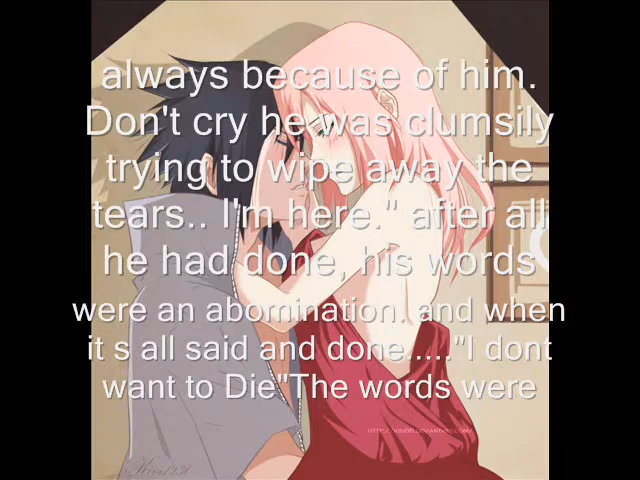 always because of him.
Don't cry he was clumsily
trying to wipe away the
tears.. I'm here." after all
he had done, his words
were an abomination. and when
it s all said and done....."I dont
want to Die"The words were